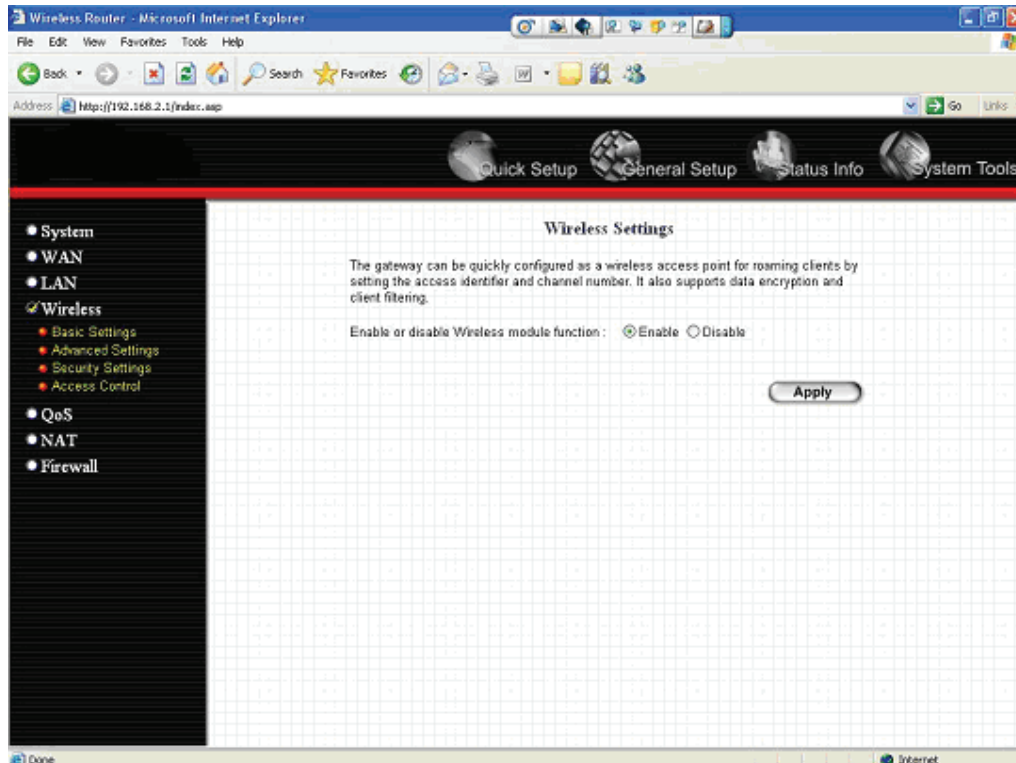 Wireless Router - Microsoft Internet Explorer
File Edit View Favorites Tools Help
Back Search Favorites
Address http://192.168.2.1/index.asp Go Links
Quick Setup General Setup Status Info System Tools
System
WAN
LAN
Wireless
Basic Settings
Advanced Settings
Security Settings
Access Control
QoS
NAT
Firewall
Wireless Settings
The gateway can be quickly configured as a wireless access point for roaming clients by
setting the access identifier and channel number. It also supports data encryption and
client filtering.
Enable or disable Wireless module function : Enable Disable
Apply
Done Internet